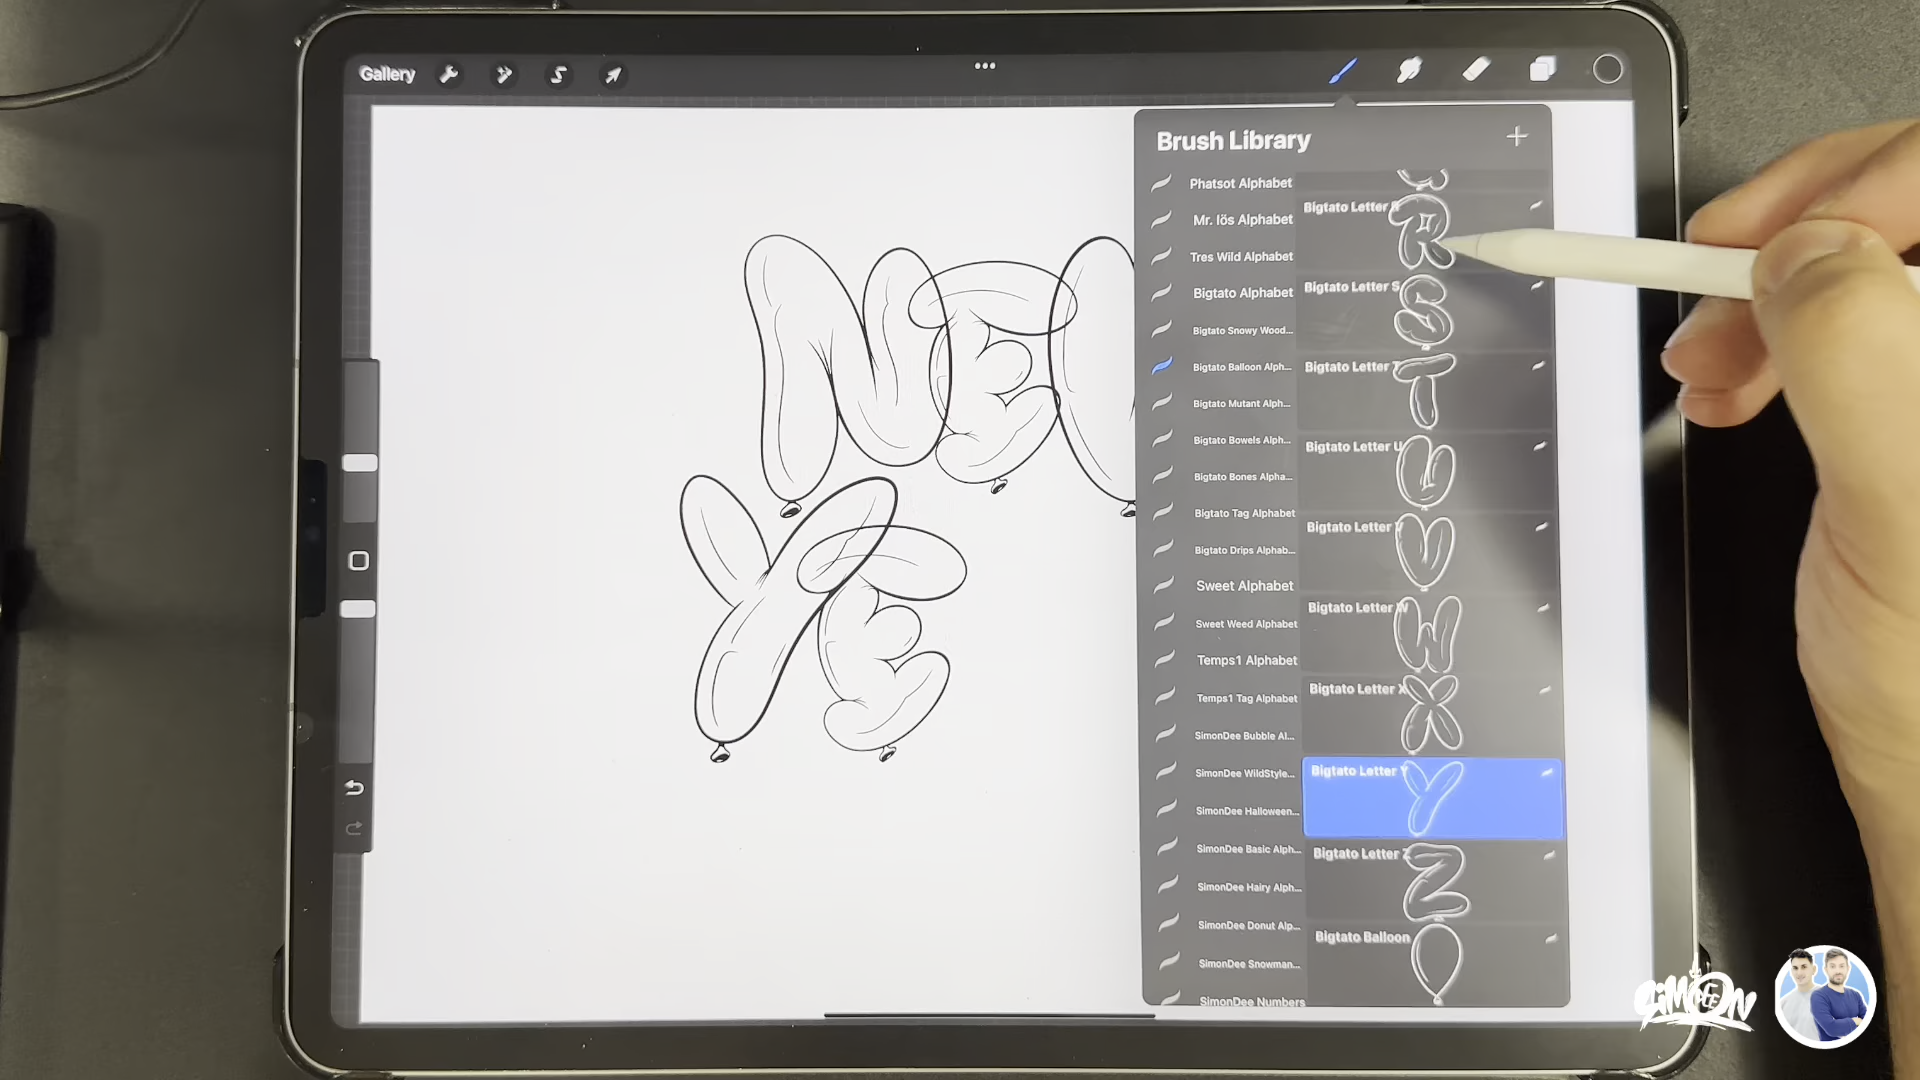 Gallery
Brush Library
Phatsot Alphabet
Mr. Iös Alphabet
Tres Wild Alphabet
Bigtato Alphabet
Bigtato Snowy Wood...
Bigtato Balloon Alph...
Bigtato Mutant Alph...
Bigtato Bowels Alph...
Bigtato Bones Alpha...
Bigtato Tag Alphabet
Bigtato Drips Alphab...
Sweet Alphabet
Sweet Weed Alphabet
Temps1 Alphabet
Temps1 Tag Alphabet
SimonDee Bubble Al...
SimonDee WildStyle...
SimonDee Halloween...
SimonDee Basic Alph...
SimonDee Hairy Alph...
SimonDee Donut Alp...
SimonDee Snowman...
SimonDee Numbers
Bigtato Letter R
R
Bigtato Letter S
S
Bigtato Letter T
T
Bigtato Letter U
U
Bigtato Letter V
V
Bigtato Letter W
W
Bigtato Letter X
X
Bigtato Letter Y
Y
Bigtato Letter Z
Z
Bigtato Balloon
NE
YE
SiMON DEE